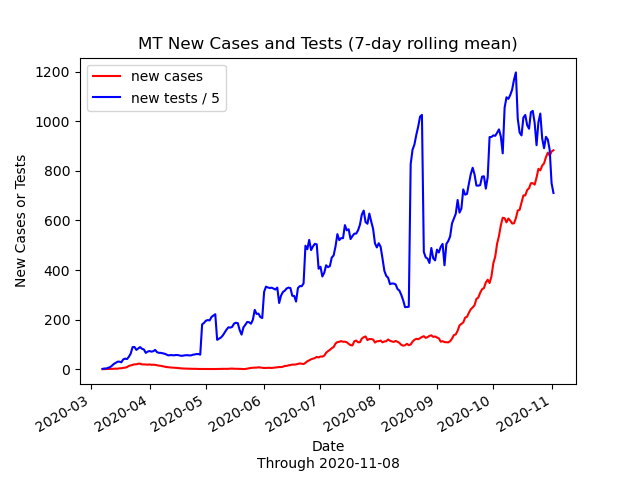 MT New Cases and Tests (7-day rolling mean)
new cases
new tests / 5
New Cases or Tests
1200
1000
800
600
400
200
0
2020-03
2020-04
2020-05
2020-06
2020-07
2020-08
2020-09
2020-10
2020-11
Date
Through 2020-11-08